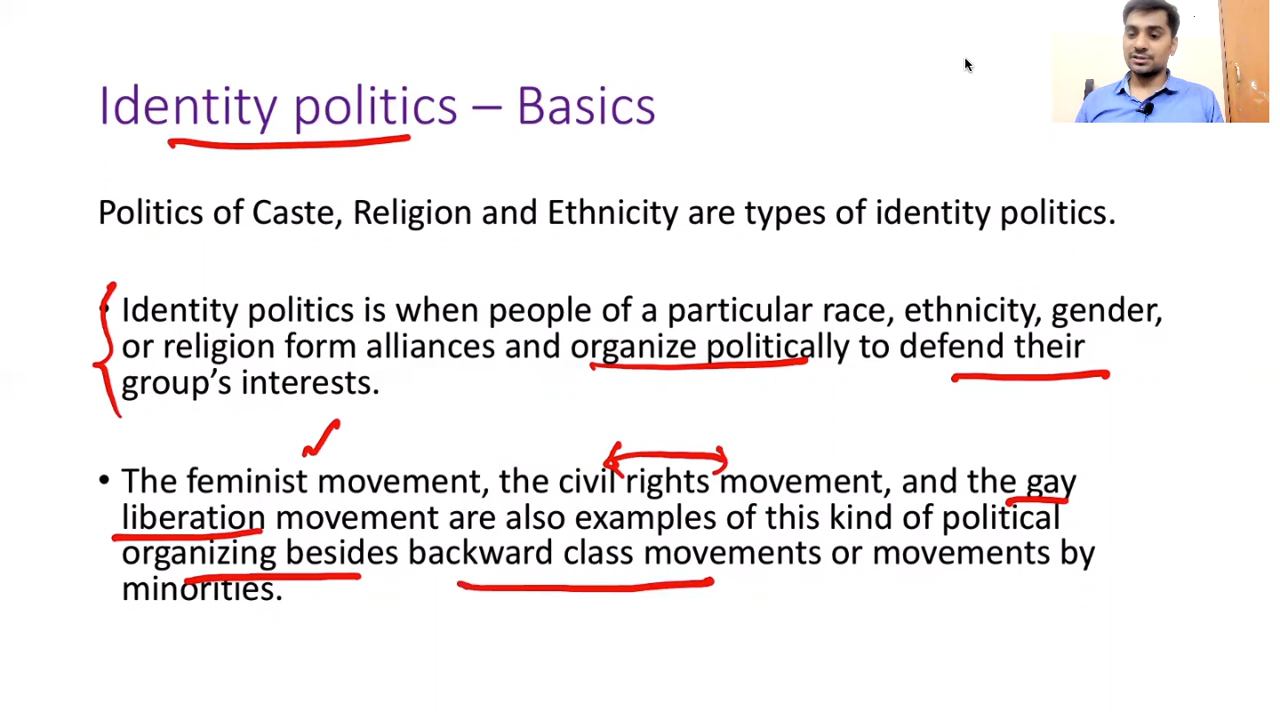 Identity politics – Basics
Politics of Caste, Religion and Ethnicity are types of identity politics.
• Identity politics is when people of a particular race, ethnicity, gender,
or religion form alliances and organize politically to defend their
group’s interests.
• The feminist movement, the civil rights movement, and the gay
liberation movement are also examples of this kind of political
organizing besides backward class movements or movements by
minorities.